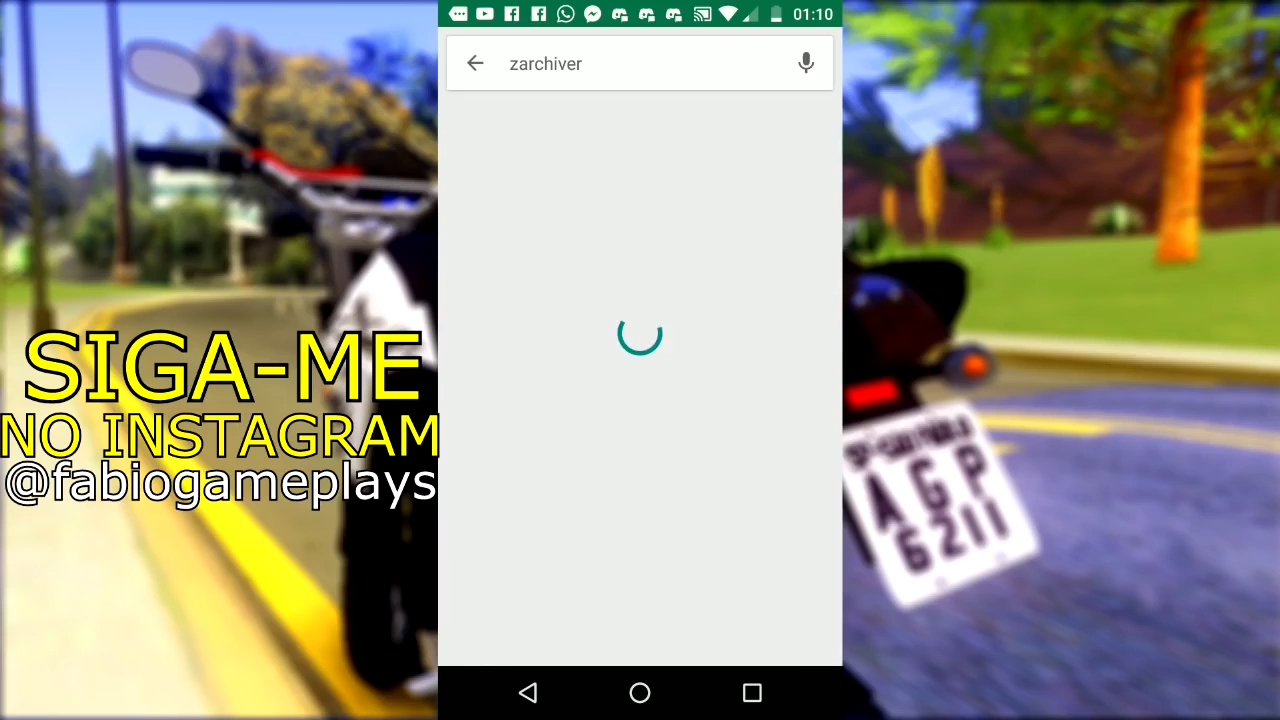 01:10
zarchiver
SIGA-ME
NO INSTAGRAM
@fabiogameplays
AGP
6211